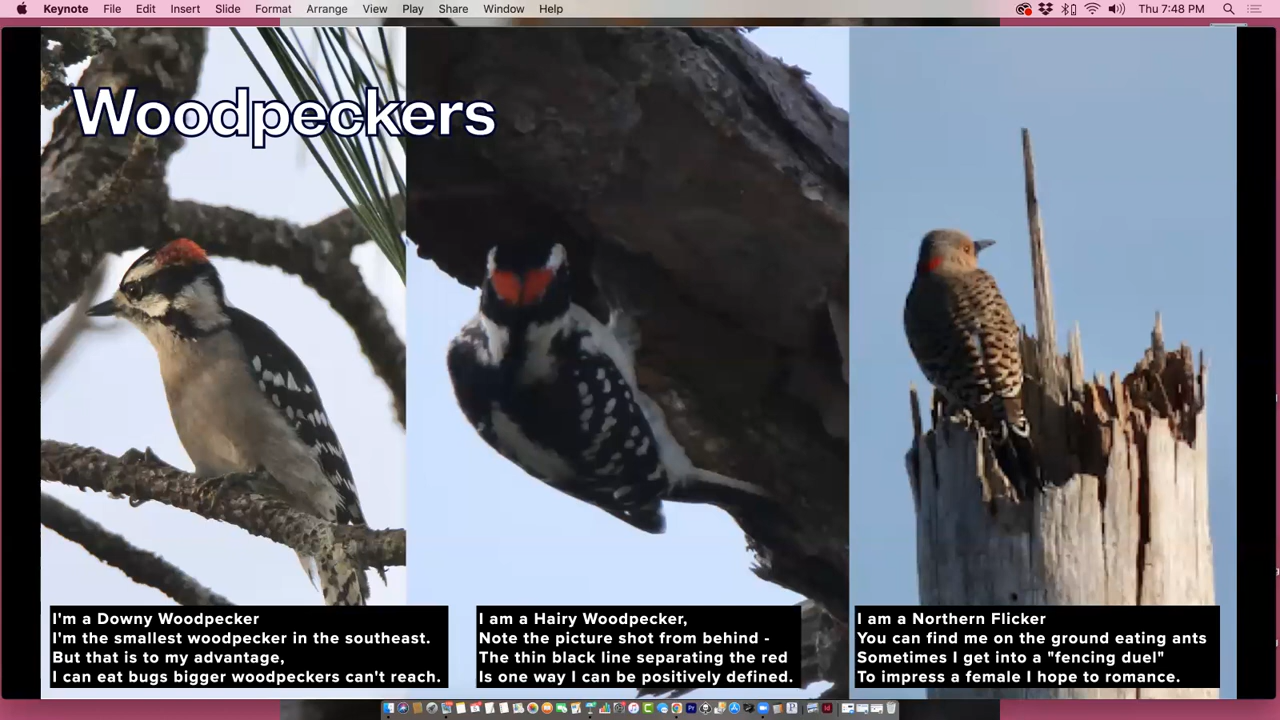 Keynote File Edit Insert Slide Format Arrange View Play Share Window Help Thu 7:48 PM
Woodpeckers
I'm a Downy Woodpecker
I'm the smallest woodpecker in the southeast.
But that is to my advantage,
I can eat bugs bigger woodpeckers can't reach.
I am a Hairy Woodpecker,
Note the picture shot from behind -
The thin black line separating the red
Is one way I can be positively defined.
I am a Northern Flicker
You can find me on the ground eating ants
Sometimes I get into a "fencing duel"
To impress a female I hope to romance.